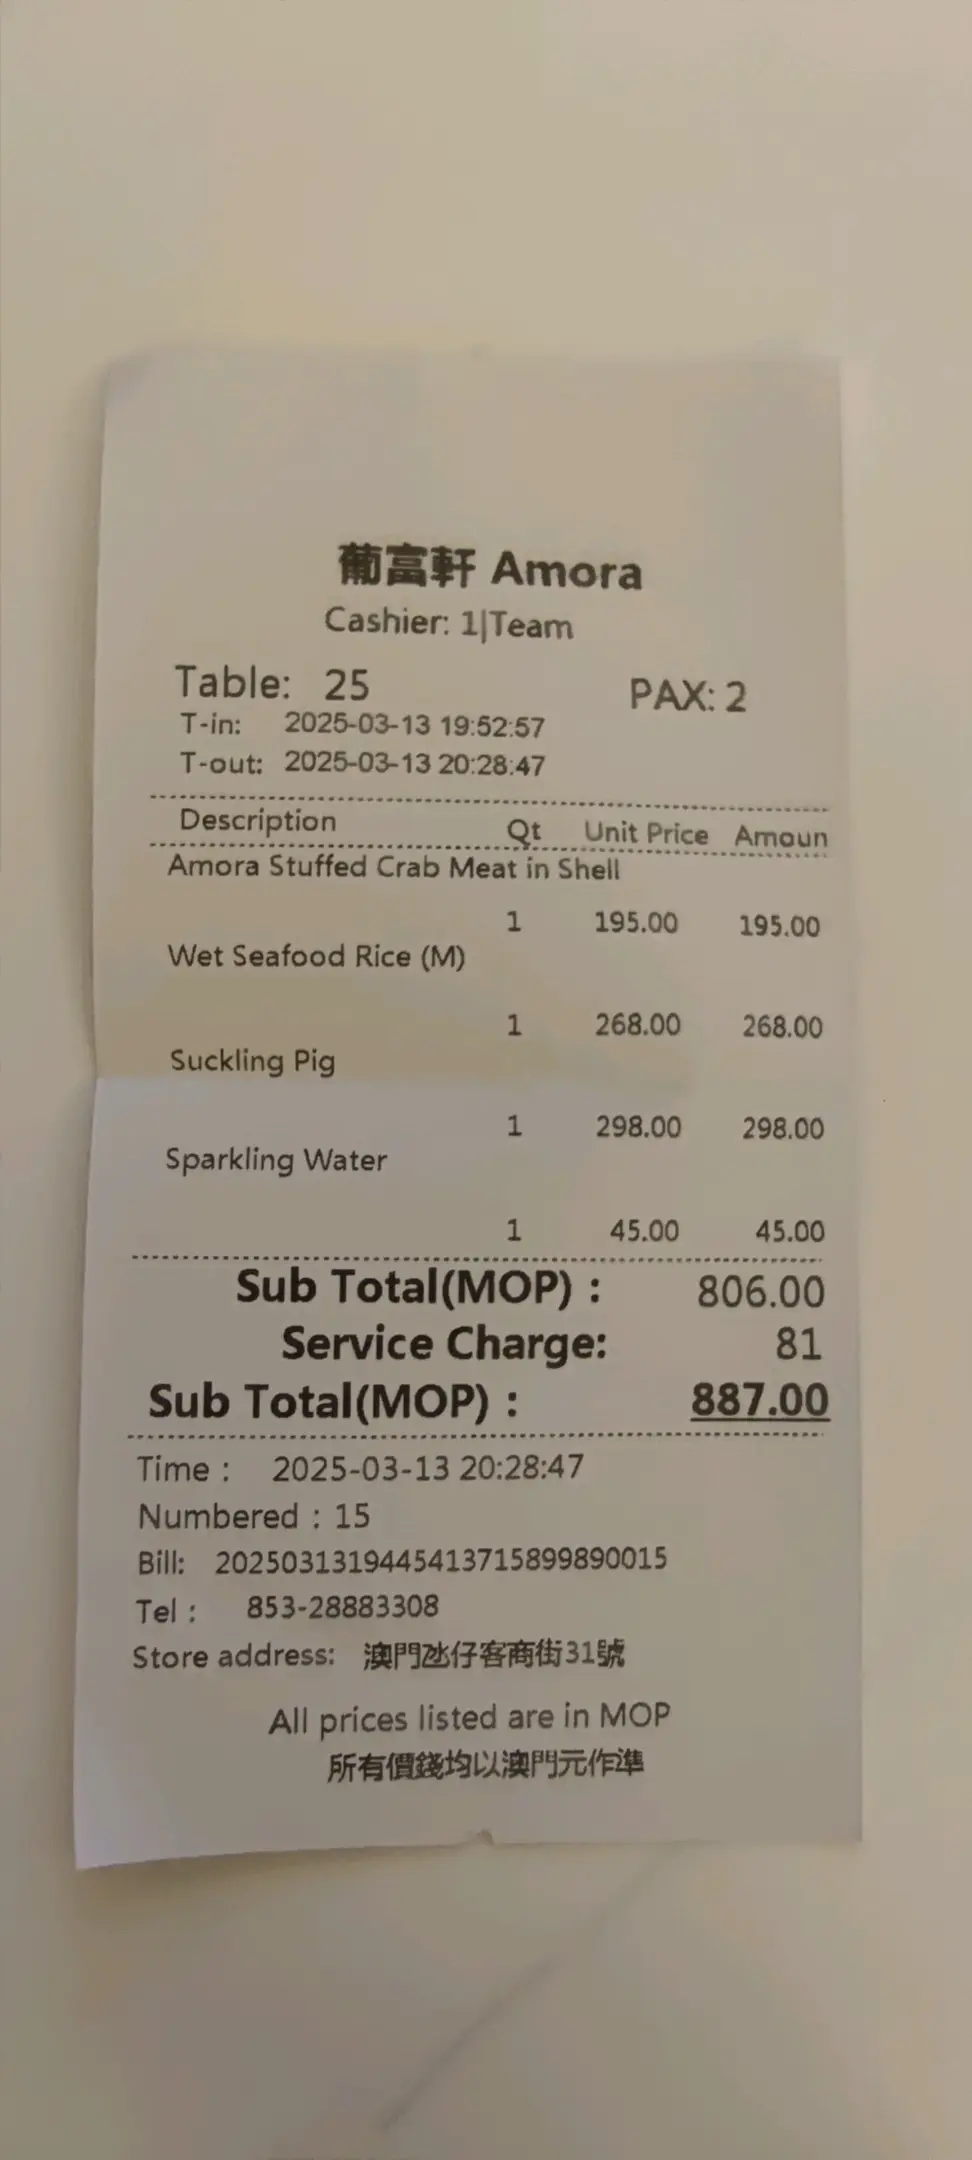 葡富軒 Amora
Cashier: 1|Team
Table: 25 PAX: 2
T-in: 2025-03-13 19:52:57
T-out: 2025-03-13 20:28:47
Description Qt Unit Price Amoun
Amora Stuffed Crab Meat in Shell
1 195.00 195.00
Wet Seafood Rice (M)
1 268.00 268.00
Suckling Pig
1 298.00 298.00
Sparkling Water
1 45.00 45.00
Sub Total(MOP) : 806.00
Service Charge: 81
Sub Total(MOP) : 887.00
Time : 2025-03-13 20:28:47
Numbered : 15
Bill: 2025031319445413715899890015
Tel : 853-28883308
Store address: 澳門氹仔客商街31號
All prices listed are in MOP
所有價錢均以澳門元作準